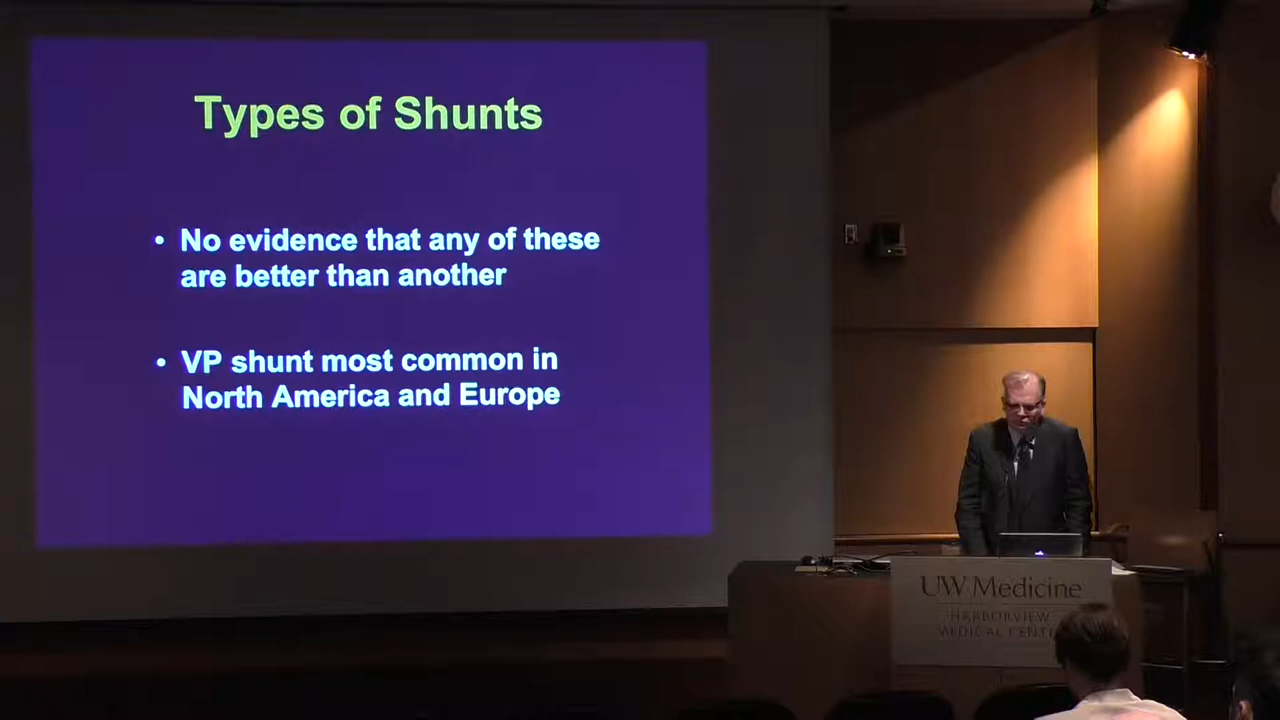 Types of Shunts
• No evidence that any of these
are better than another
• VP shunt most common in
North America and Europe
UW Medicine
HARBORVIEW
MEDICAL CENTE